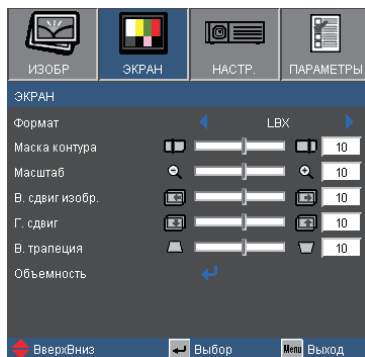 ИЗОБР ЭКРАН НАСТР. ПАРАМЕТРЫ
ЭКРАН
Формат LBX
Маска контура 10
Масштаб 10
В. сдвиг изобр. 10
Г. сдвиг 10
В. трапеция 10
Объемность
ВверхВниз Выбор Menu Выход